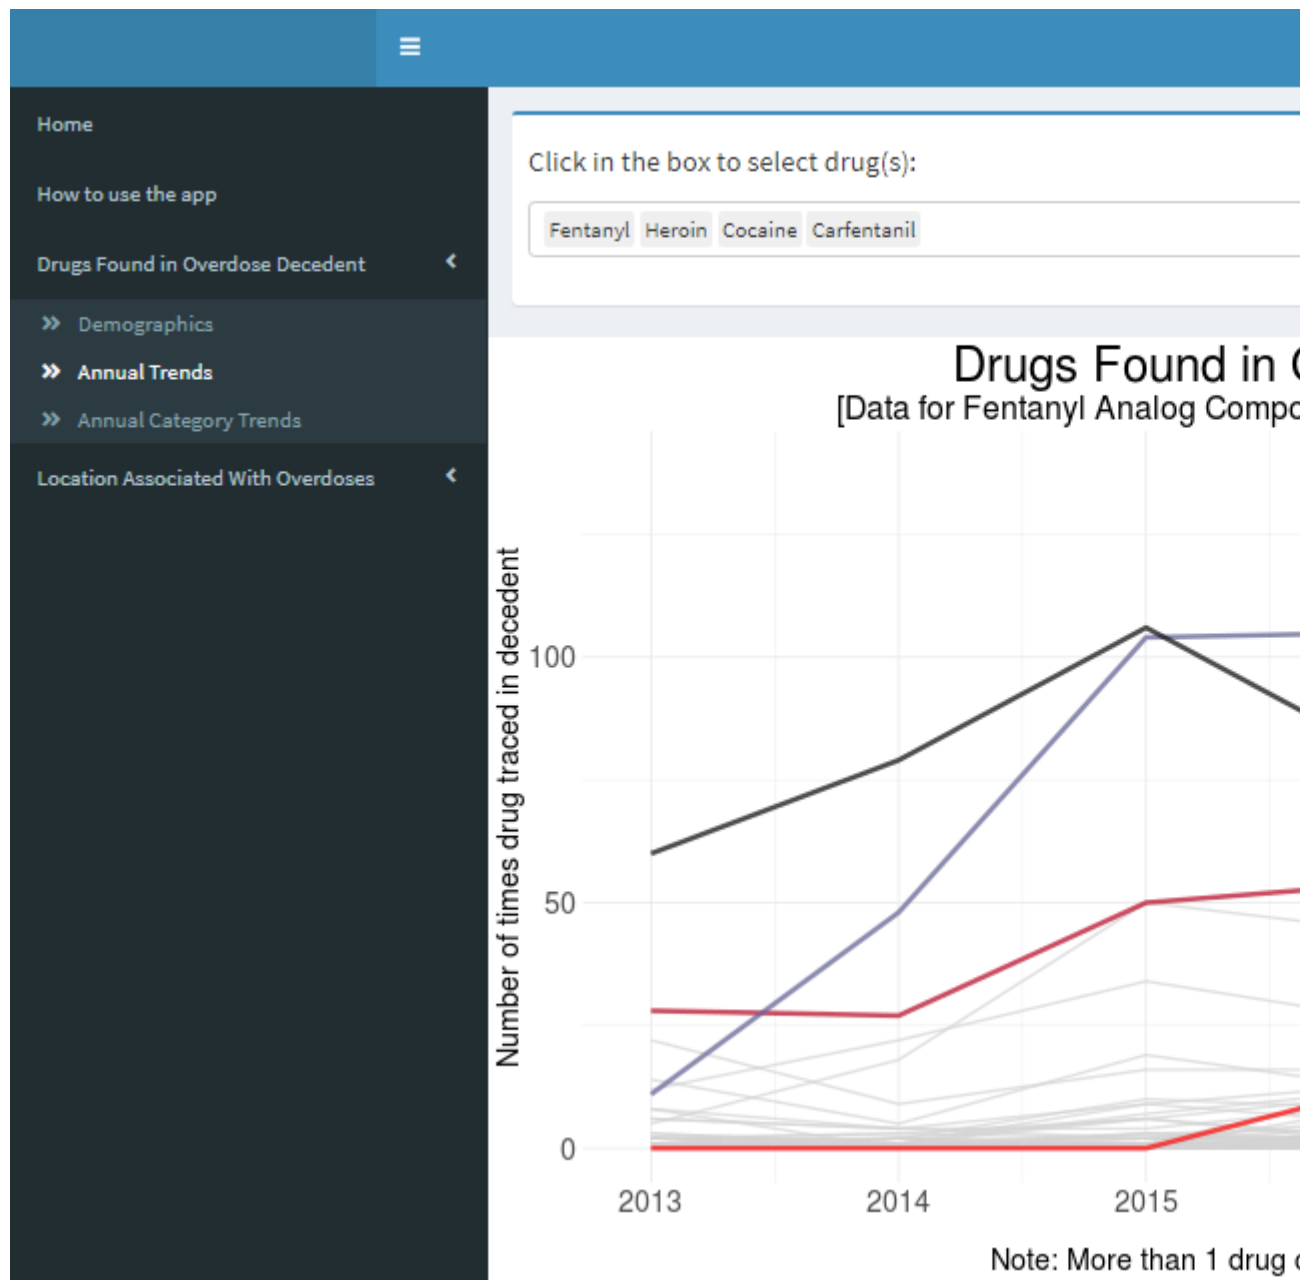 Home
How to use the app
Drugs Found in Overdose Decedent
Demographics
Annual Trends
Annual Category Trends
Location Associated With Overdoses
Click in the box to select drug(s):
Fentanyl Heroin Cocaine Carfentanil
Drugs Found in
[Data for Fentanyl Analog
Number of times drug traced in decedent
100
50
0
2013 2014 2015
Note: More than 1 drug